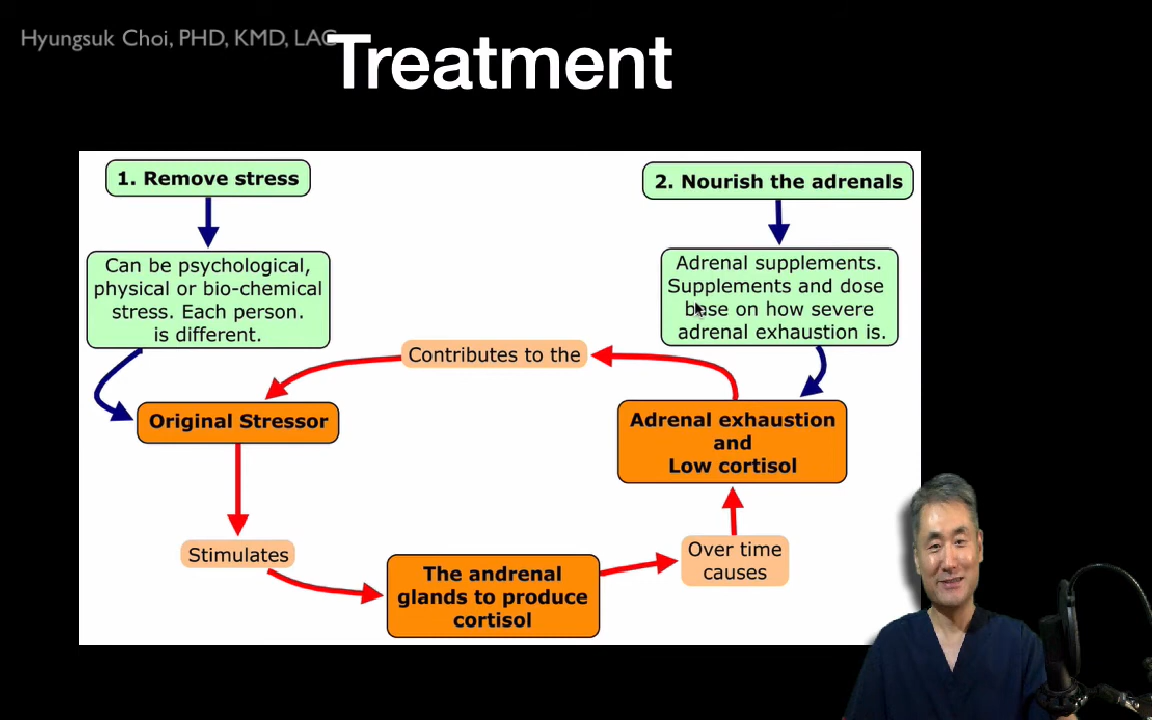 Hyungsuk Choi, PHD, KMD, LAC
Treatment
1. Remove stress
2. Nourish the adrenals
Can be psychological,
physical or bio-chemical
stress. Each person.
is different.
Adrenal supplements.
Supplements and dose
base on how severe
adrenal exhaustion is.
Contributes to the
Original Stressor
Adrenal exhaustion
and
Low cortisol
Stimulates
The andrenal
glands to produce
cortisol
Over time
causes